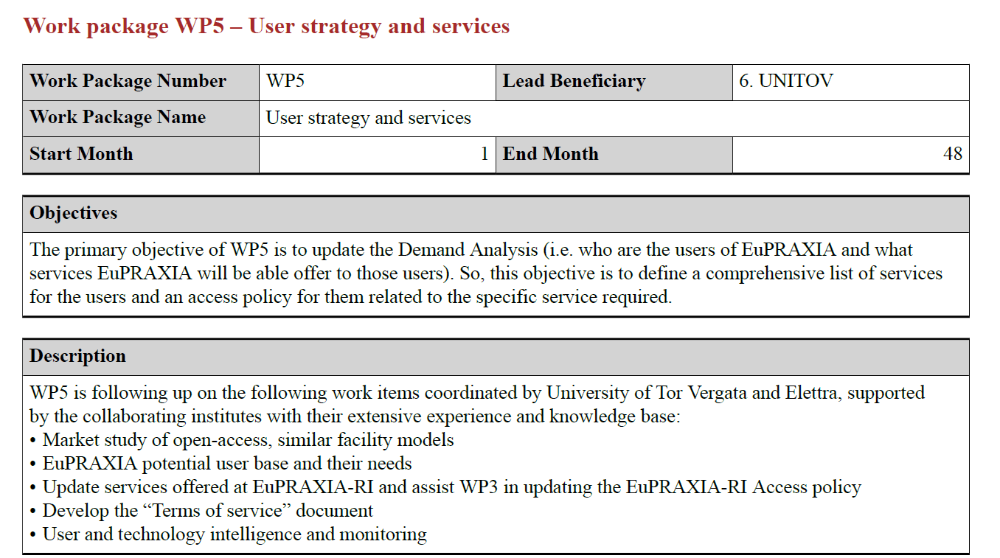 Work package WP5 – User strategy and services
Work Package Number WP5 Lead Beneficiary 6. UNITOV
Work Package Name User strategy and services
Start Month 1 End Month 48
Objectives
The primary objective of WP5 is to update the Demand Analysis (i.e. who are the users of EuPRAXIA and what
services EuPRAXIA will be able offer to those users). So, this objective is to define a comprehensive list of services
for the users and an access policy for them related to the specific service required.
Description
WP5 is following up on the following work items coordinated by University of Tor Vergata and Elettra, supported
by the collaborating institutes with their extensive experience and knowledge base:
• Market study of open-access, similar facility models
• EuPRAXIA potential user base and their needs
• Update services offered at EuPRAXIA-RI and assist WP3 in updating the EuPRAXIA-RI Access policy
• Develop the “Terms of service” document
• User and technology intelligence and monitoring